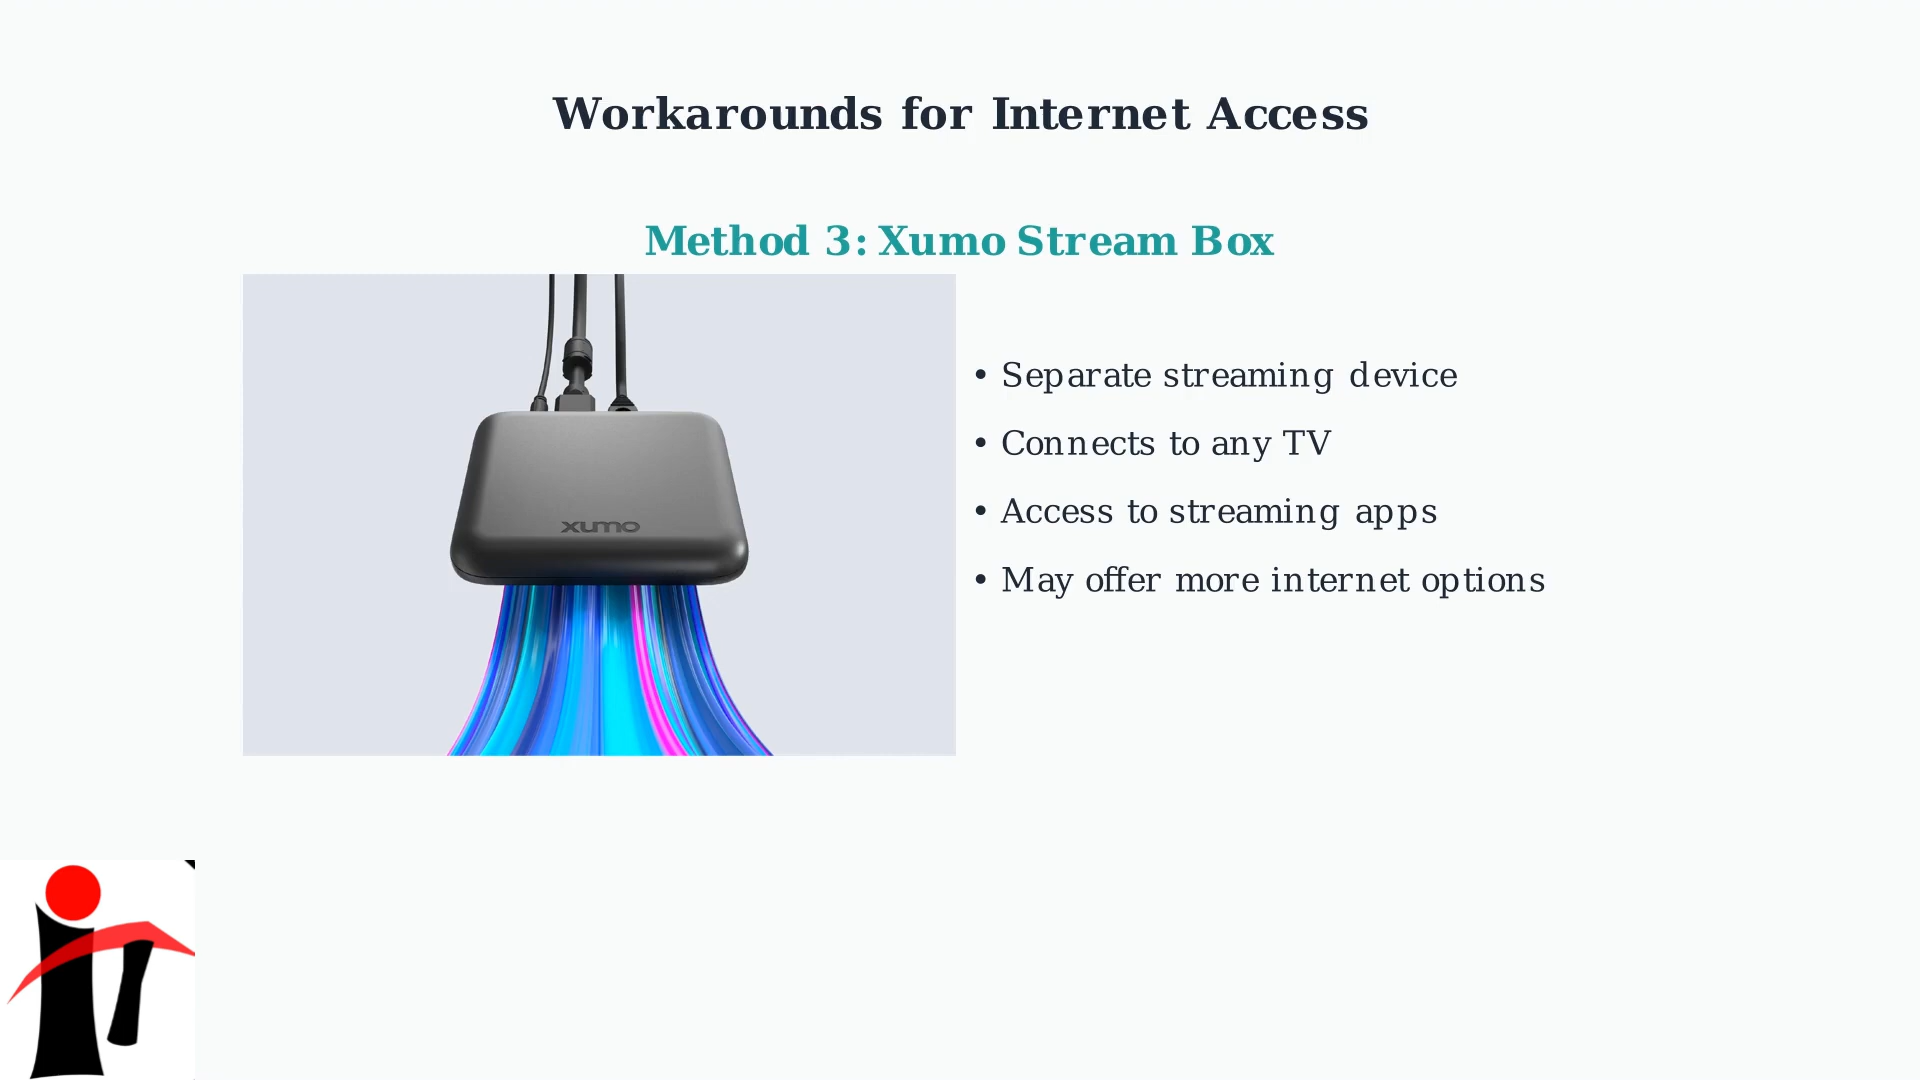 Workarounds for Internet Access
Method 3: Xumo Stream Box
xumo
• Separate streaming device
• Connects to any TV
• Access to streaming apps
• May offer more internet options